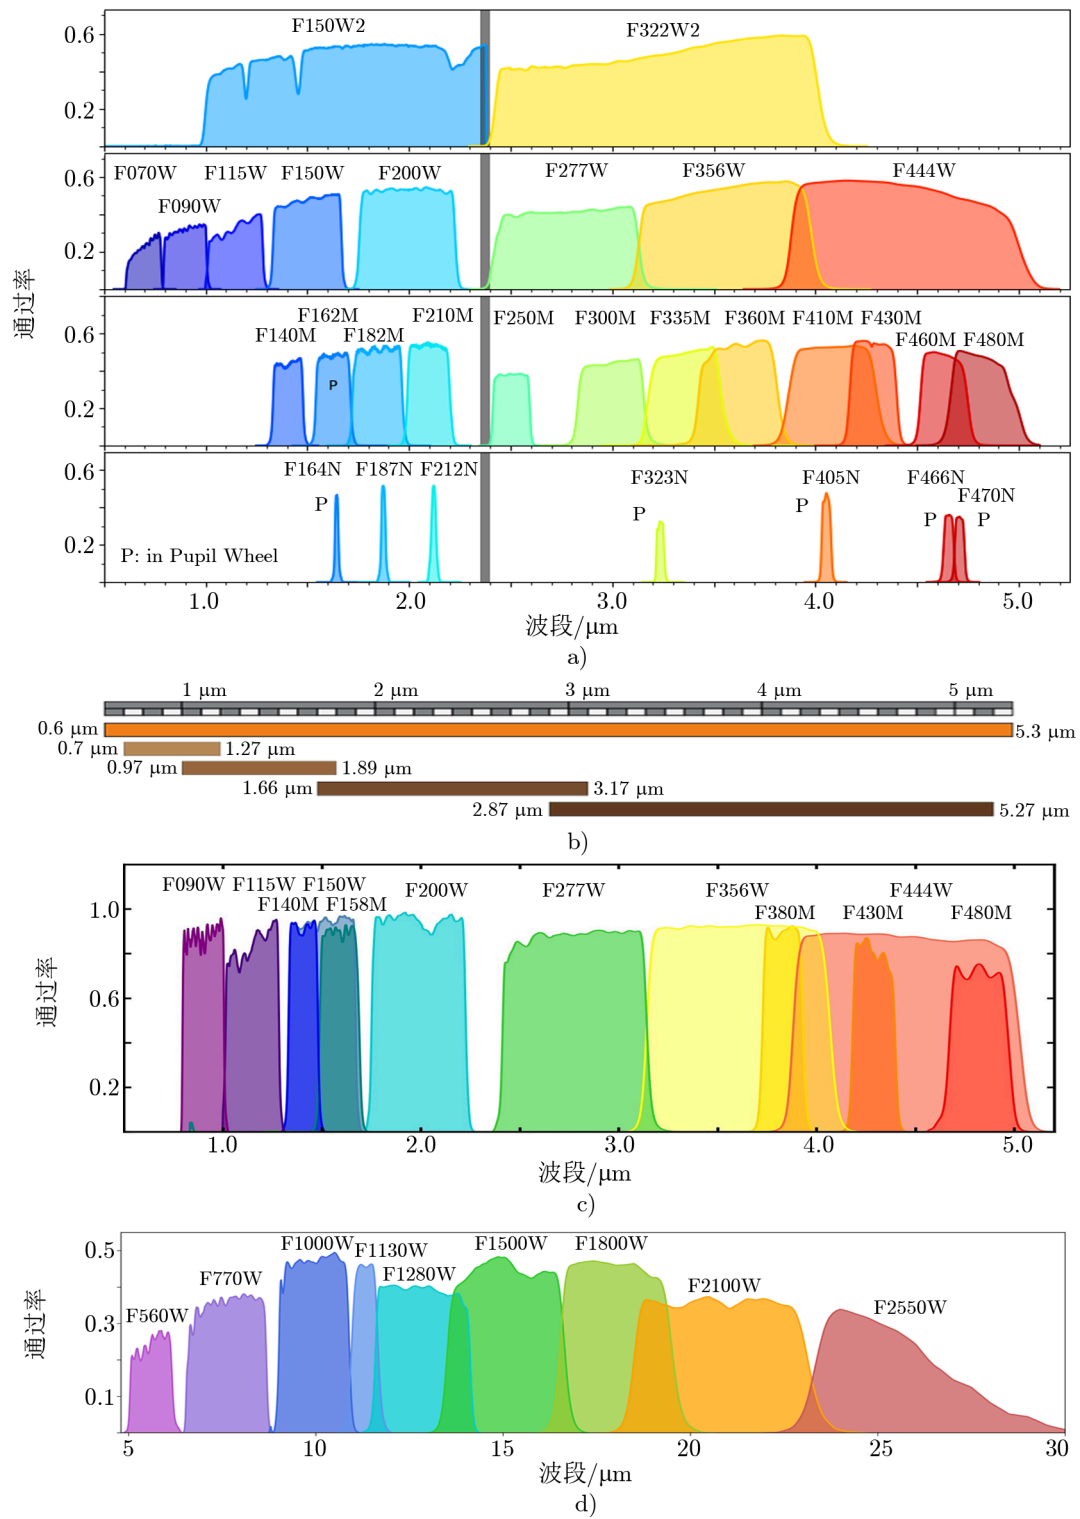 F150W2
F322W2
0.6
0.2
F070W F115W F150W F200W F277W F356W F444W
F090W
0.6
0.2
通过率
F162M F210M F250M F300M F335M F360M F410M F430M
F140M F182M F460M F480M
0.6
P
0.2
F164N F187N F212N F323N F405N F466N
F470N
0.6
P P P P P
0.2
P: in Pupil Wheel
1.0 2.0 3.0 4.0 5.0
波段/μm
a)
1 μm 2 μm 3 μm 4 μm 5 μm
0.6 μm 5.3 μm
0.7 μm 1.27 μm
0.97 μm 1.89 μm
1.66 μm 3.17 μm
2.87 μm 5.27 μm
b)
F090W F115W F150W F200W F277W F356W F444W
F140M F158M F380M F430M F480M
1.0
0.6
0.2
通过率
1.0 2.0 3.0 4.0 5.0
波段/μm
c)
F1000W F1130W F1500W F1800W
F770W F1280W F2100W
F560W F2550W
0.5
0.3
0.1
通过率
5 10 15 20 25 30
波段/μm
d)